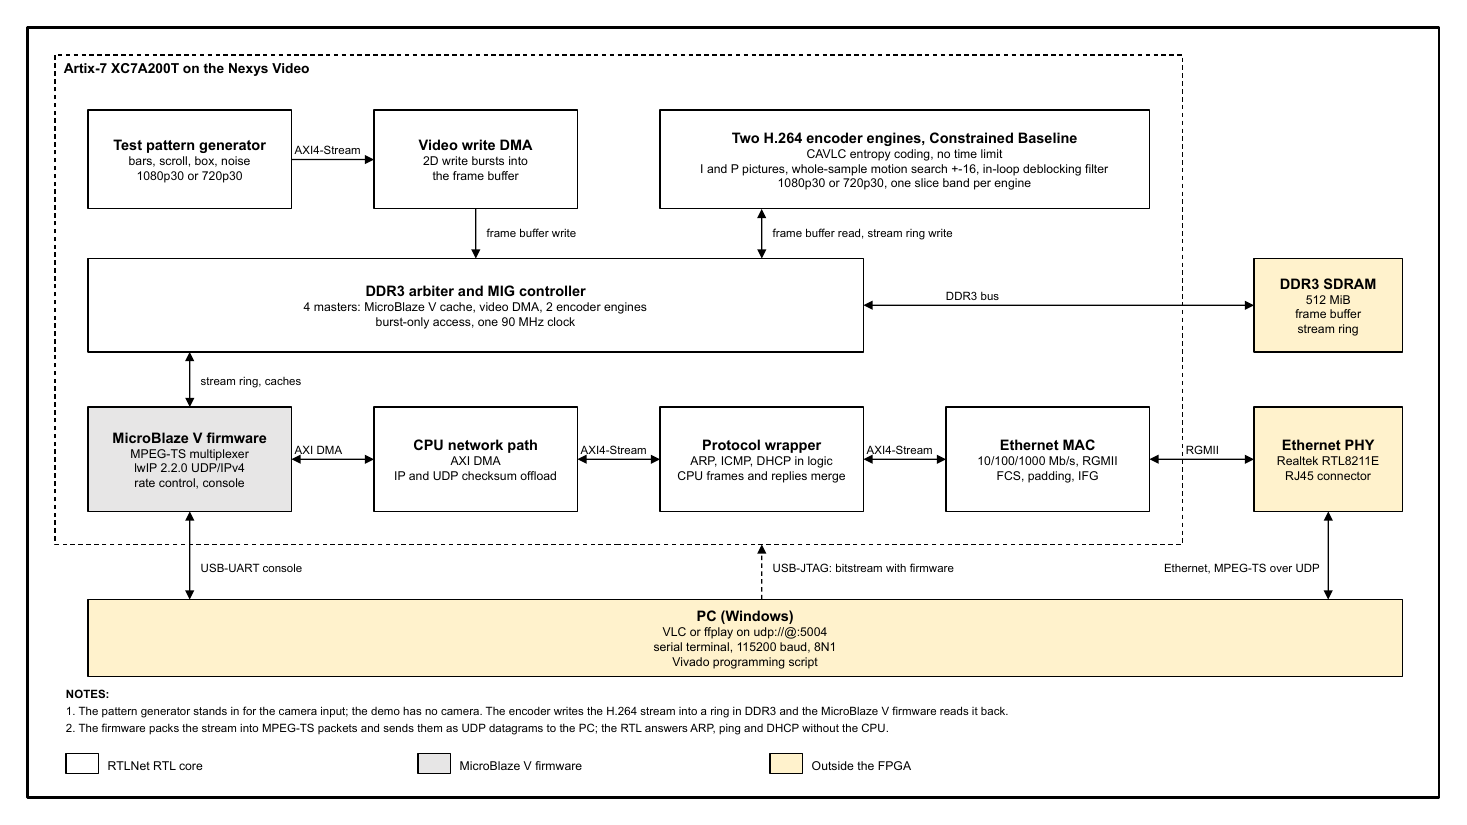 Artix-7 XC7A200T on the Nexys Video
Test pattern generator
bars, scroll, box, noise
1080p30 or 720p30
AXI4-Stream
Video write DMA
2D write bursts into
the frame buffer
Two H.264 encoder engines, Constrained Baseline
CAVLC entropy coding, no time limit
I and P pictures, whole-sample motion search +-16, in-loop deblocking filter
1080p30 or 720p30, one slice band per engine
frame buffer write
frame buffer read, stream ring write
DDR3 arbiter and MIG controller
4 masters: MicroBlaze V cache, video DMA, 2 encoder engines
burst-only access, one 90 MHz clock
DDR3 bus
DDR3 SDRAM
512 MiB
frame buffer
stream ring
stream ring, caches
MicroBlaze V firmware
MPEG-TS multiplexer
lwIP 2.2.0 UDP/IPv4
rate control, console
AXI DMA
CPU network path
AXI DMA
IP and UDP checksum offload
AXI4-Stream
Protocol wrapper
ARP, ICMP, DHCP in logic
CPU frames and replies merge
AXI4-Stream
Ethernet MAC
10/100/1000 Mb/s, RGMII
FCS, padding, IFG
RGMII
Ethernet PHY
Realtek RTL8211E
RJ45 connector
USB-UART console
USB-JTAG: bitstream with firmware
Ethernet, MPEG-TS over UDP
PC (Windows)
VLC or ffplay on udp://@:5004
serial terminal, 115200 baud, 8N1
Vivado programming script
NOTES:
1. The pattern generator stands in for the camera input; the demo has no camera. The encoder writes the H.264 stream into a ring in DDR3 and the MicroBlaze V firmware reads it back.
2. The firmware packs the stream into MPEG-TS packets and sends them as UDP datagrams to the PC; the RTL answers ARP, ping and DHCP without the CPU.
RTLNet RTL core
MicroBlaze V firmware
Outside the FPGA